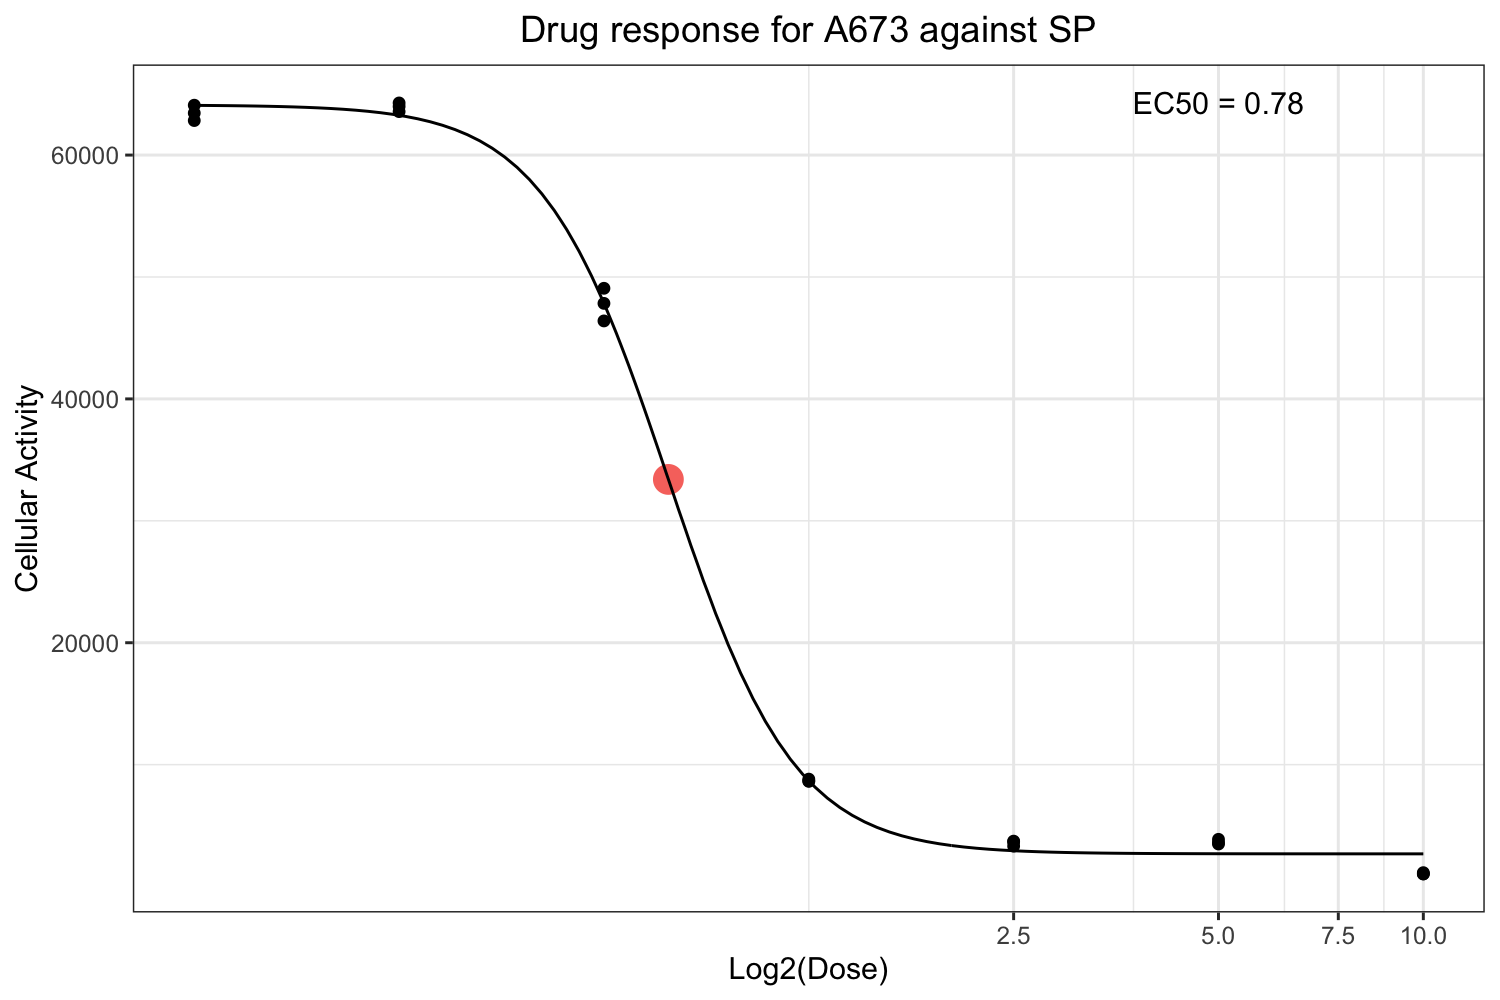 Drug response for A673 against SP
EC50 = 0.78
60000
40000
20000
Cellular Activity
2.5 5.0 7.5 10.0
Log2(Dose)